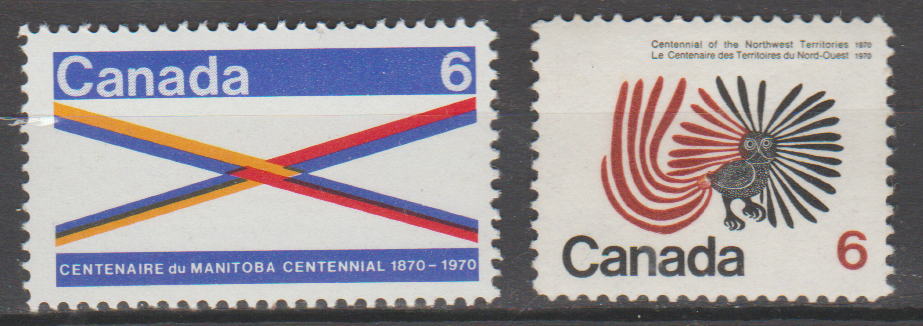 Canada 6
CENTENAIRE du MANITOBA CENTENNIAL 1870-1970
Centennial of the Northwest Territories 1970
Le Centenaire des Territoires du Nord-Ouest 1970
Canada 6